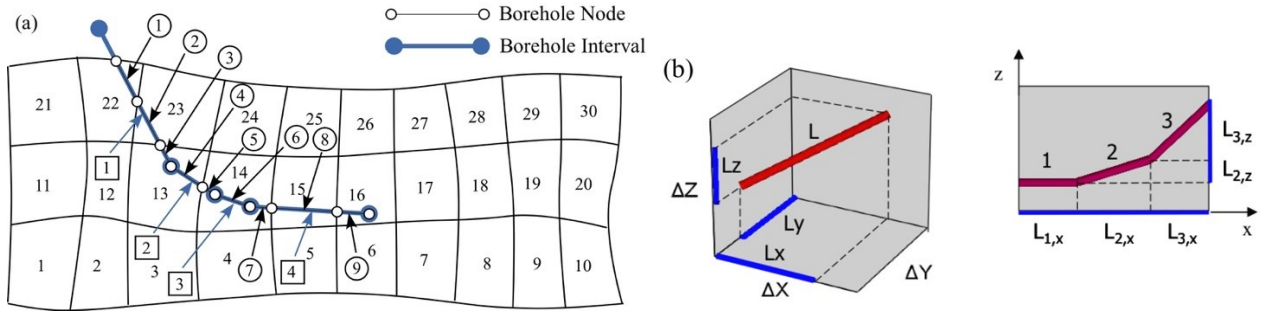 (a)
Borehole Node
Borehole Interval
1 2 3 4 5 6 8
21 22 23 24 25 26 27 28 29 30
1
11 12 13 14 15 16 17 18 19 20
2 3 7 4 9
1 2 3 4 5 6 7 8 9 10
(b)
L
Lz
ΔZ
Ly
Lx
ΔX
ΔY
z
3
2
1
L3,z
L2,z
x
L1,x L2,x L3,x